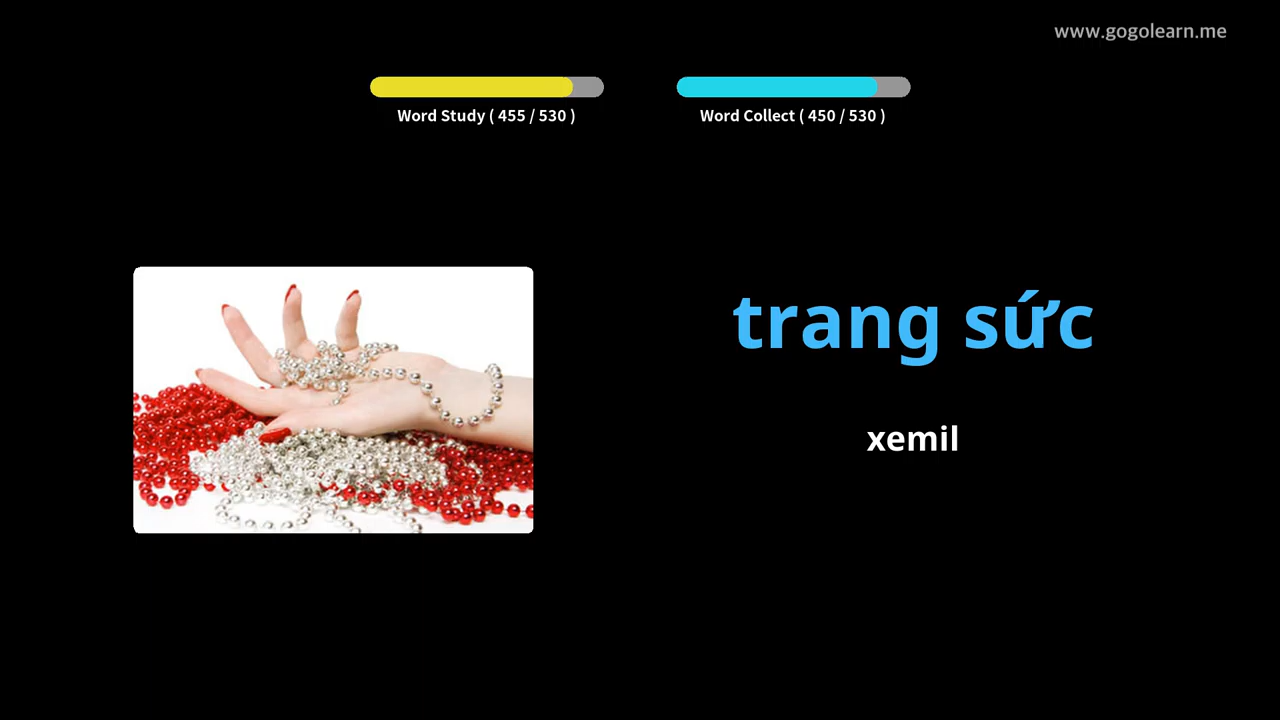 www.gogolearn.me
Word Study ( 455 / 530 )
Word Collect ( 450 / 530 )
trang sức
xemil